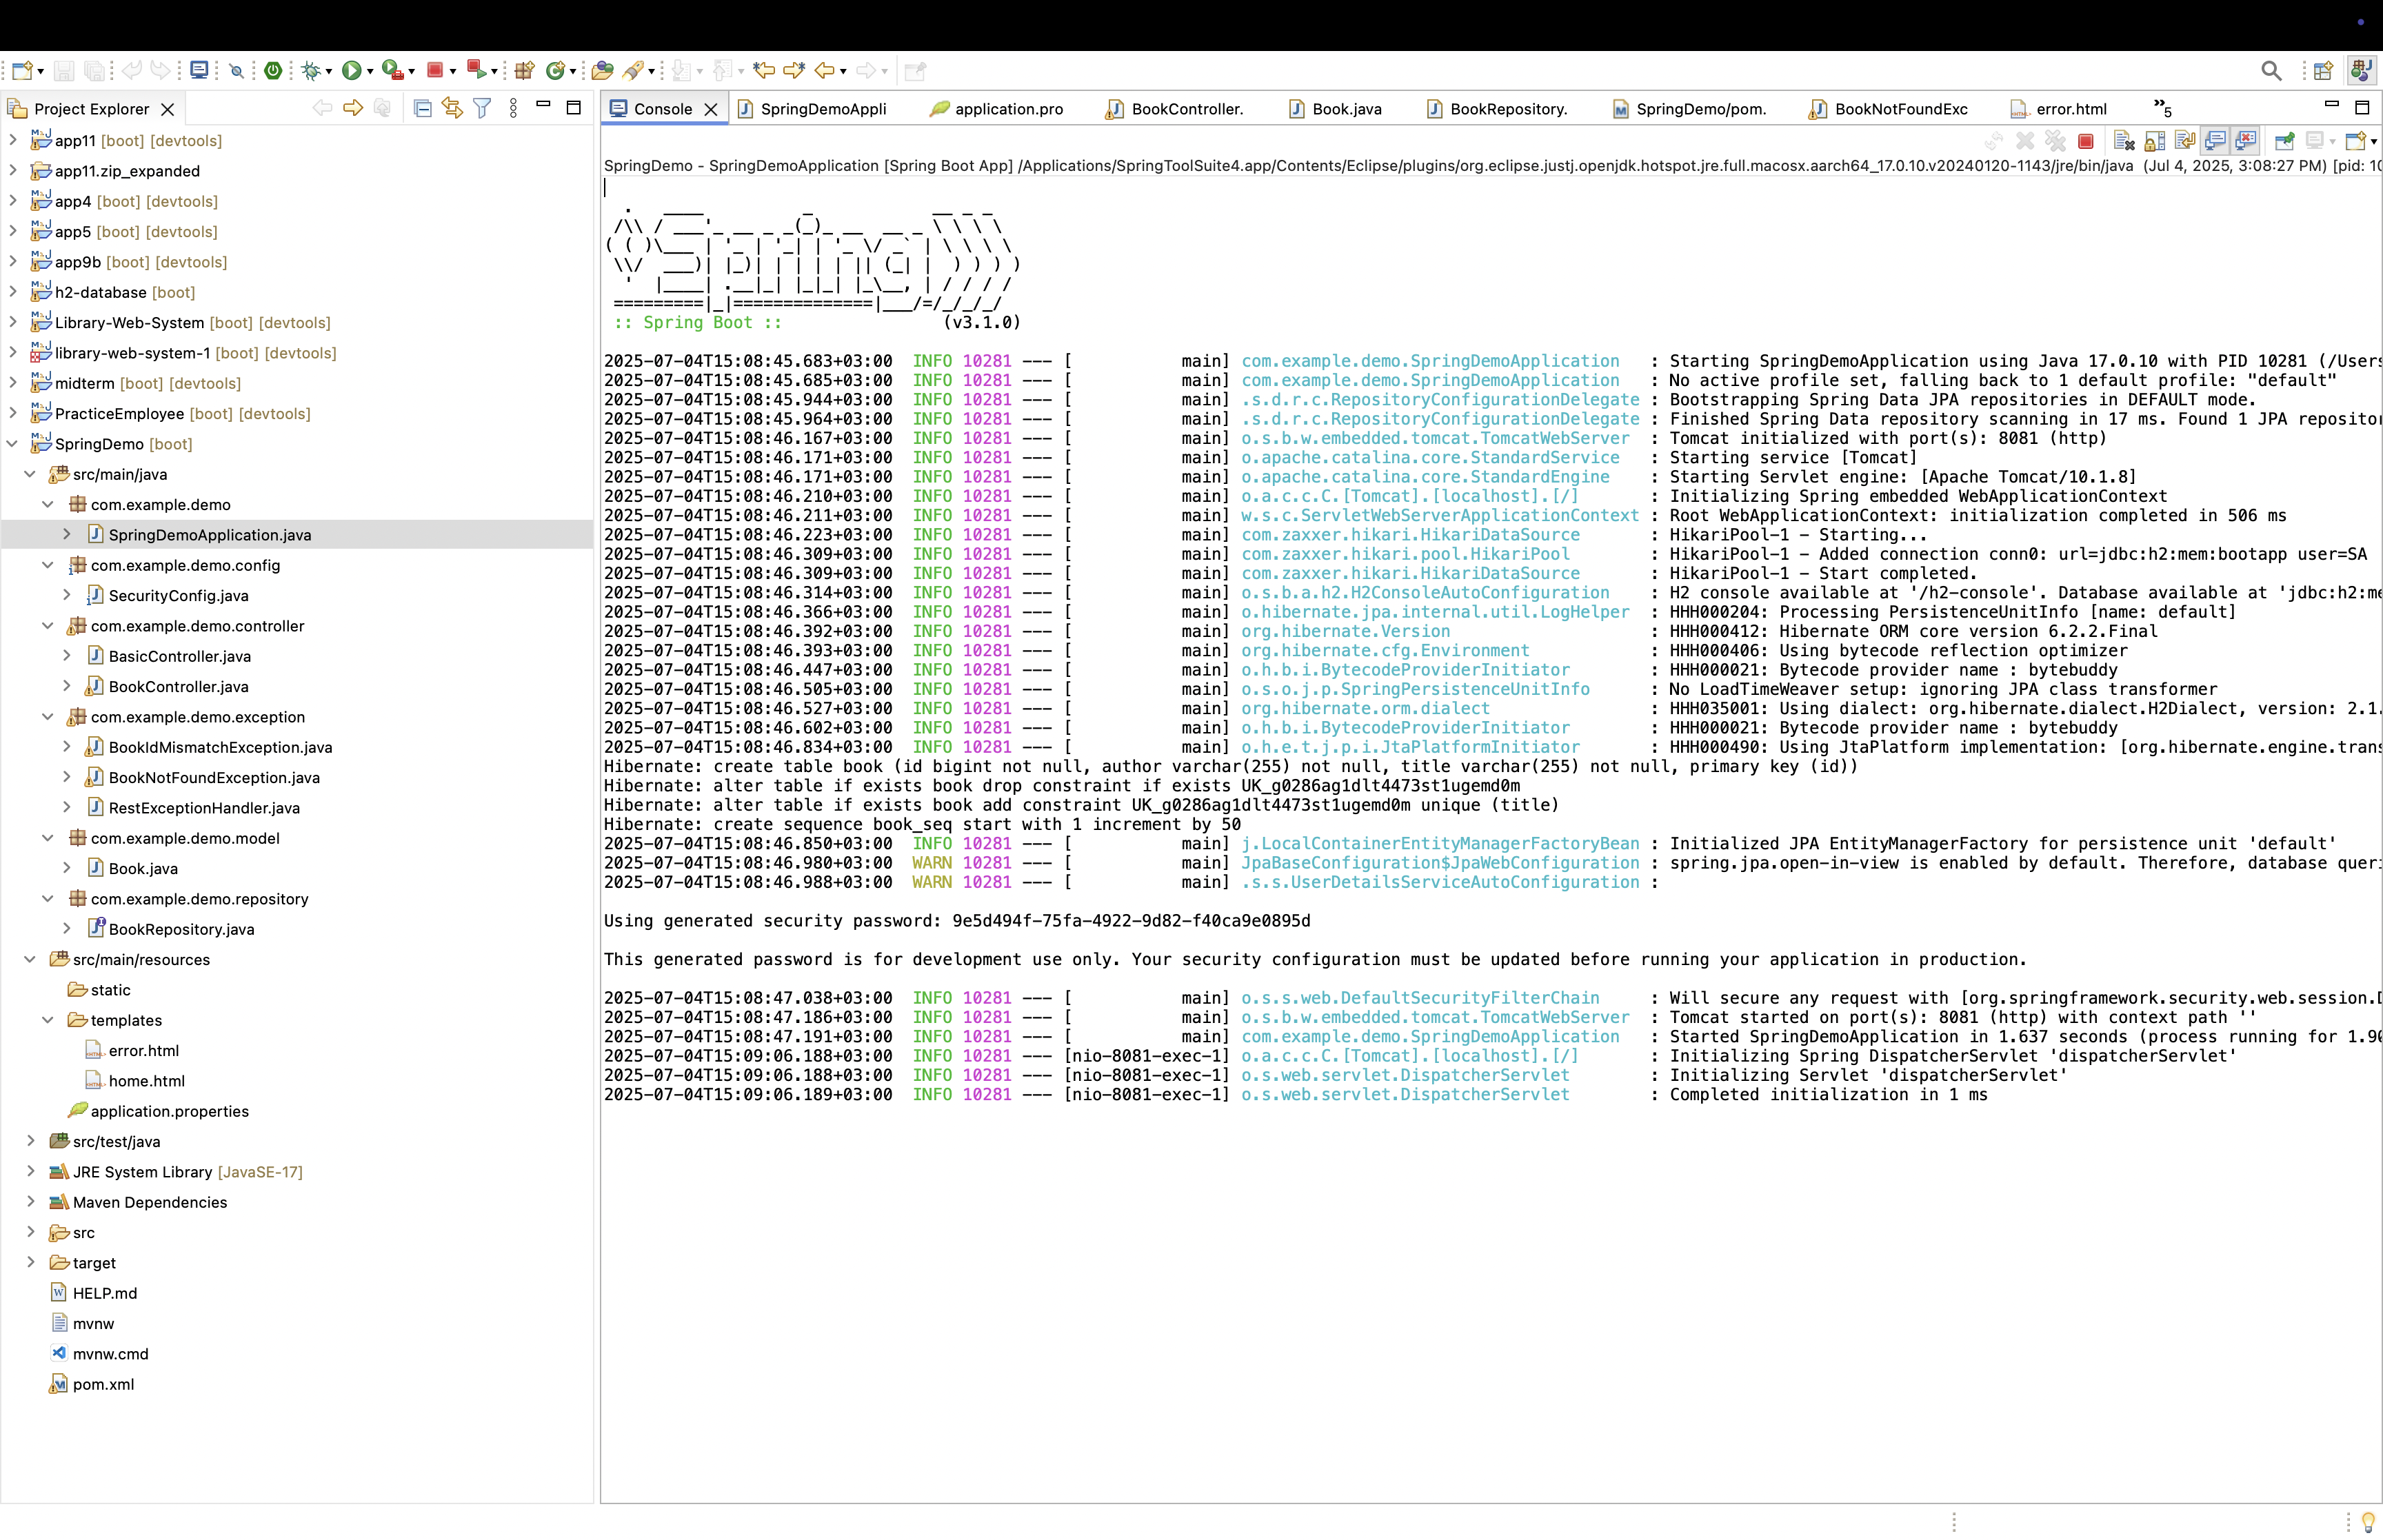 Project Explorer
app11 [boot] [devtools]
app11.zip_expanded
app4 [boot] [devtools]
app5 [boot] [devtools]
app9b [boot] [devtools]
h2-database [boot]
Library-Web-System [boot] [devtools]
library-web-system-1 [boot] [devtools]
midterm [boot] [devtools]
PracticeEmployee [boot] [devtools]
SpringDemo [boot]
src/main/java
com.example.demo
SpringDemoApplication.java
com.example.demo.config
SecurityConfig.java
com.example.demo.controller
BasicController.java
BookController.java
com.example.demo.exception
BookIdMismatchException.java
BookNotFoundException.java
RestExceptionHandler.java
com.example.demo.model
Book.java
com.example.demo.repository
BookRepository.java
src/main/resources
static
templates
error.html
home.html
application.properties
src/test/java
JRE System Library [JavaSE-17]
Maven Dependencies
src
target
HELP.md
mvnw
mvnw.cmd
pom.xml
Console SpringDemoAppli application.pro BookController. Book.java BookRepository. SpringDemo/pom. BookNotFoundExc error.html »5
SpringDemo - SpringDemoApplication [Spring Boot App] /Applications/SpringToolSuite4.app/Contents/Eclipse/plugins/org.eclipse.justj.openjdk.hotspot.jre.full.macosx.aarch64_17.0.10.v20240120-1143/jre/bin/java (Jul 4, 2025, 3:08:27 PM) [pid: 10
:: Spring Boot :: (v3.1.0)
2025-07-04T15:08:45.683+03:00 INFO 10281 --- [ main] com.example.demo.SpringDemoApplication : Starting SpringDemoApplication using Java 17.0.10 with PID 10281 (/Users
2025-07-04T15:08:45.685+03:00 INFO 10281 --- [ main] com.example.demo.SpringDemoApplication : No active profile set, falling back to 1 default profile: "default"
2025-07-04T15:08:45.944+03:00 INFO 10281 --- [ main] .s.d.r.c.RepositoryConfigurationDelegate : Bootstrapping Spring Data JPA repositories in DEFAULT mode.
2025-07-04T15:08:45.964+03:00 INFO 10281 --- [ main] .s.d.r.c.RepositoryConfigurationDelegate : Finished Spring Data repository scanning in 17 ms. Found 1 JPA repositor
2025-07-04T15:08:46.167+03:00 INFO 10281 --- [ main] o.s.b.w.embedded.tomcat.TomcatWebServer : Tomcat initialized with port(s): 8081 (http)
2025-07-04T15:08:46.171+03:00 INFO 10281 --- [ main] o.apache.catalina.core.StandardService : Starting service [Tomcat]
2025-07-04T15:08:46.171+03:00 INFO 10281 --- [ main] o.apache.catalina.core.StandardEngine : Starting Servlet engine: [Apache Tomcat/10.1.8]
2025-07-04T15:08:46.210+03:00 INFO 10281 --- [ main] o.a.c.c.C.[Tomcat].[localhost].[/] : Initializing Spring embedded WebApplicationContext
2025-07-04T15:08:46.211+03:00 INFO 10281 --- [ main] w.s.c.ServletWebServerApplicationContext : Root WebApplicationContext: initialization completed in 506 ms
2025-07-04T15:08:46.223+03:00 INFO 10281 --- [ main] com.zaxxer.hikari.HikariDataSource : HikariPool-1 - Starting...
2025-07-04T15:08:46.309+03:00 INFO 10281 --- [ main] com.zaxxer.hikari.pool.HikariPool : HikariPool-1 - Added connection conn0: url=jdbc:h2:mem:bootapp user=SA
2025-07-04T15:08:46.309+03:00 INFO 10281 --- [ main] com.zaxxer.hikari.HikariDataSource : HikariPool-1 - Start completed.
2025-07-04T15:08:46.314+03:00 INFO 10281 --- [ main] o.s.b.a.h2.H2ConsoleAutoConfiguration : H2 console available at '/h2-console'. Database available at 'jdbc:h2:me
2025-07-04T15:08:46.366+03:00 INFO 10281 --- [ main] o.hibernate.jpa.internal.util.LogHelper : HHH000204: Processing PersistenceUnitInfo [name: default]
2025-07-04T15:08:46.392+03:00 INFO 10281 --- [ main] org.hibernate.Version : HHH000412: Hibernate ORM core version 6.2.2.Final
2025-07-04T15:08:46.393+03:00 INFO 10281 --- [ main] org.hibernate.cfg.Environment : HHH000406: Using bytecode reflection optimizer
2025-07-04T15:08:46.447+03:00 INFO 10281 --- [ main] o.h.b.i.BytecodeProviderInitiator : HHH000021: Bytecode provider name : bytebuddy
2025-07-04T15:08:46.505+03:00 INFO 10281 --- [ main] o.s.o.j.p.SpringPersistenceUnitInfo : No LoadTimeWeaver setup: ignoring JPA class transformer
2025-07-04T15:08:46.527+03:00 INFO 10281 --- [ main] org.hibernate.orm.dialect : HHH035001: Using dialect: org.hibernate.dialect.H2Dialect, version: 2.1.
2025-07-04T15:08:46.602+03:00 INFO 10281 --- [ main] o.h.b.i.BytecodeProviderInitiator : HHH000021: Bytecode provider name : bytebuddy
2025-07-04T15:08:46.834+03:00 INFO 10281 --- [ main] o.h.e.t.j.p.i.JtaPlatformInitiator : HHH000490: Using JtaPlatform implementation: [org.hibernate.engine.trans
Hibernate: create table book (id bigint not null, author varchar(255) not null, title varchar(255) not null, primary key (id))
Hibernate: alter table if exists book drop constraint if exists UK_g0286ag1dlt4473st1ugemd0m
Hibernate: alter table if exists book add constraint UK_g0286ag1dlt4473st1ugemd0m unique (title)
Hibernate: create sequence book_seq start with 1 increment by 50
2025-07-04T15:08:46.850+03:00 INFO 10281 --- [ main] j.LocalContainerEntityManagerFactoryBean : Initialized JPA EntityManagerFactory for persistence unit 'default'
2025-07-04T15:08:46.980+03:00 WARN 10281 --- [ main] JpaBaseConfiguration$JpaWebConfiguration : spring.jpa.open-in-view is enabled by default. Therefore, database queri
2025-07-04T15:08:46.988+03:00 WARN 10281 --- [ main] .s.s.UserDetailsServiceAutoConfiguration :
Using generated security password: 9e5d494f-75fa-4922-9d82-f40ca9e0895d
This generated password is for development use only. Your security configuration must be updated before running your application in production.
2025-07-04T15:08:47.038+03:00 INFO 10281 --- [ main] o.s.s.web.DefaultSecurityFilterChain : Will secure any request with [org.springframework.security.web.session.D
2025-07-04T15:08:47.186+03:00 INFO 10281 --- [ main] o.s.b.w.embedded.tomcat.TomcatWebServer : Tomcat started on port(s): 8081 (http) with context path ''
2025-07-04T15:08:47.191+03:00 INFO 10281 --- [ main] com.example.demo.SpringDemoApplication : Started SpringDemoApplication in 1.637 seconds (process running for 1.90
2025-07-04T15:09:06.188+03:00 INFO 10281 --- [nio-8081-exec-1] o.a.c.c.C.[Tomcat].[localhost].[/] : Initializing Spring DispatcherServlet 'dispatcherServlet'
2025-07-04T15:09:06.188+03:00 INFO 10281 --- [nio-8081-exec-1] o.s.web.servlet.DispatcherServlet : Initializing Servlet 'dispatcherServlet'
2025-07-04T15:09:06.189+03:00 INFO 10281 --- [nio-8081-exec-1] o.s.web.servlet.DispatcherServlet : Completed initialization in 1 ms